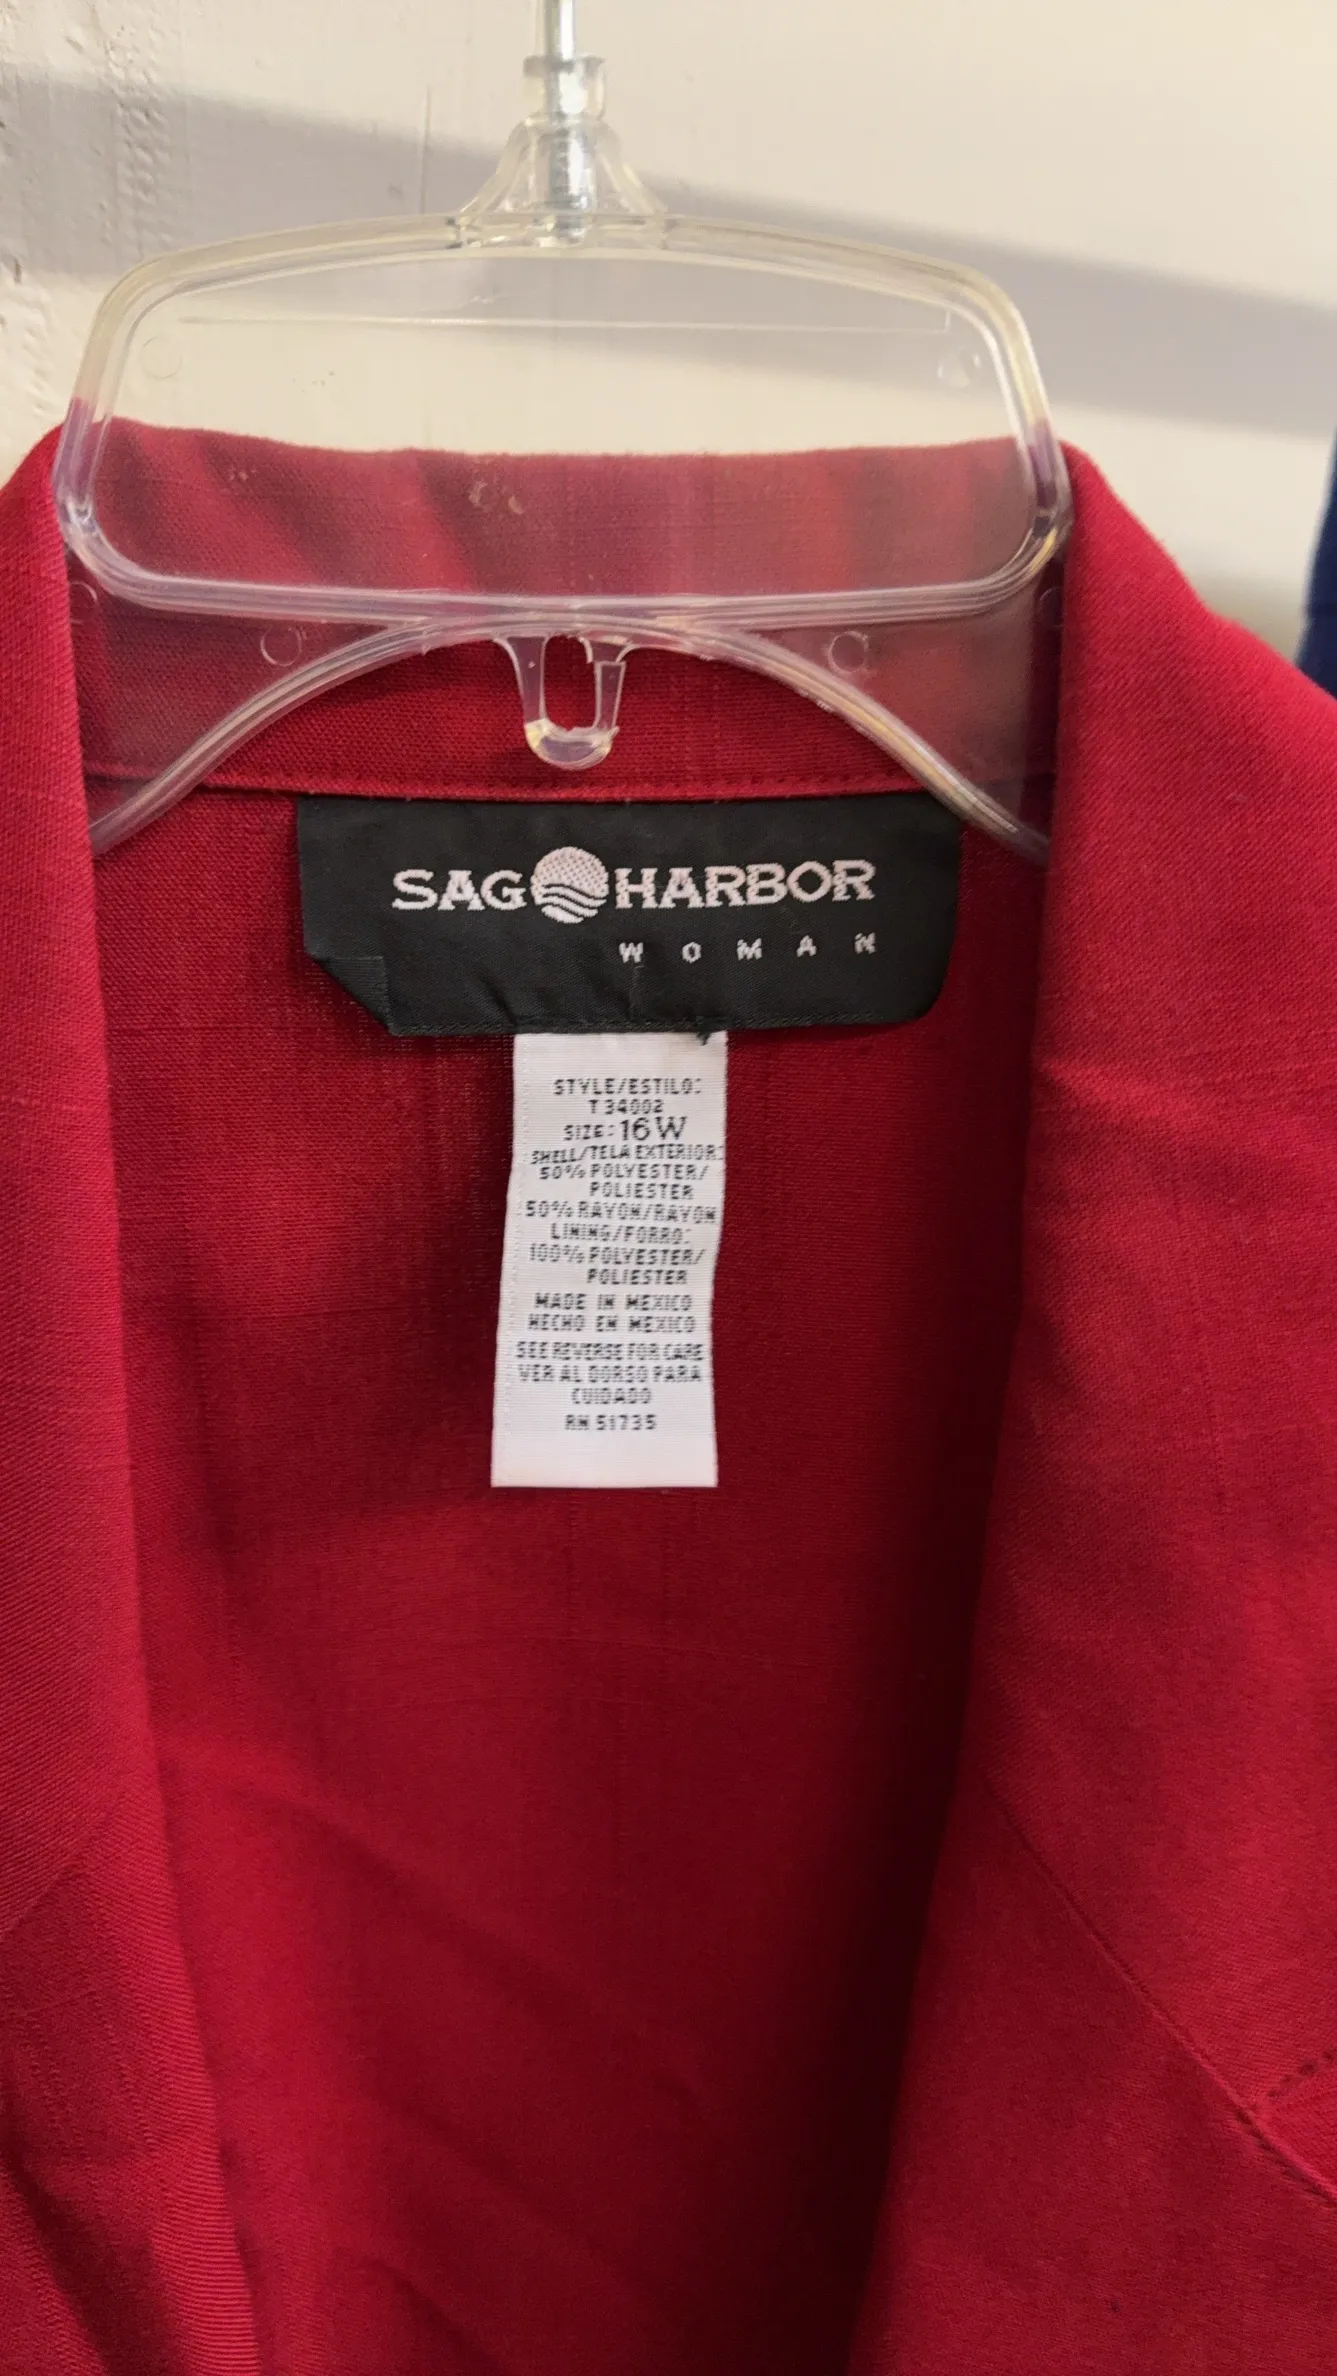 SAG HARBOR
WOMAN
STYLE/ESTILO:
T34002
SIZE: 16W
SHELL/TELA EXTERIOR:
50% POLYESTER/
POLIESTER
50% RAYON/RAYON
LINING/FORRO:
100% POLYESTER/
POLIESTER
MADE IN MEXICO
HECHO EN MEXICO
SEE REVERSE FOR CARE
VER AL DORSO PARA
CUIDADO
RN 51735